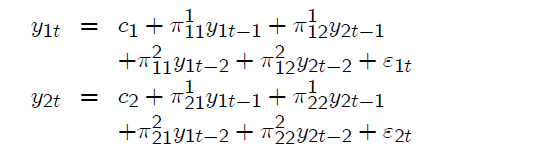 y₁ₜ = c₁ + π¹₁₁y₁ₜ₋₁ + π¹₁₂y₂ₜ₋₁
+π²₁₁y₁ₜ₋₂ + π²₁₂y₂ₜ₋₂ + ε₁ₜ
y₂ₜ = c₂ + π¹₂₁y₁ₜ₋₁ + π¹₂₂y₂ₜ₋₁
+π²₂₁y₁ₜ₋₂ + π²₂₂y₂ₜ₋₂ + ε₂ₜ